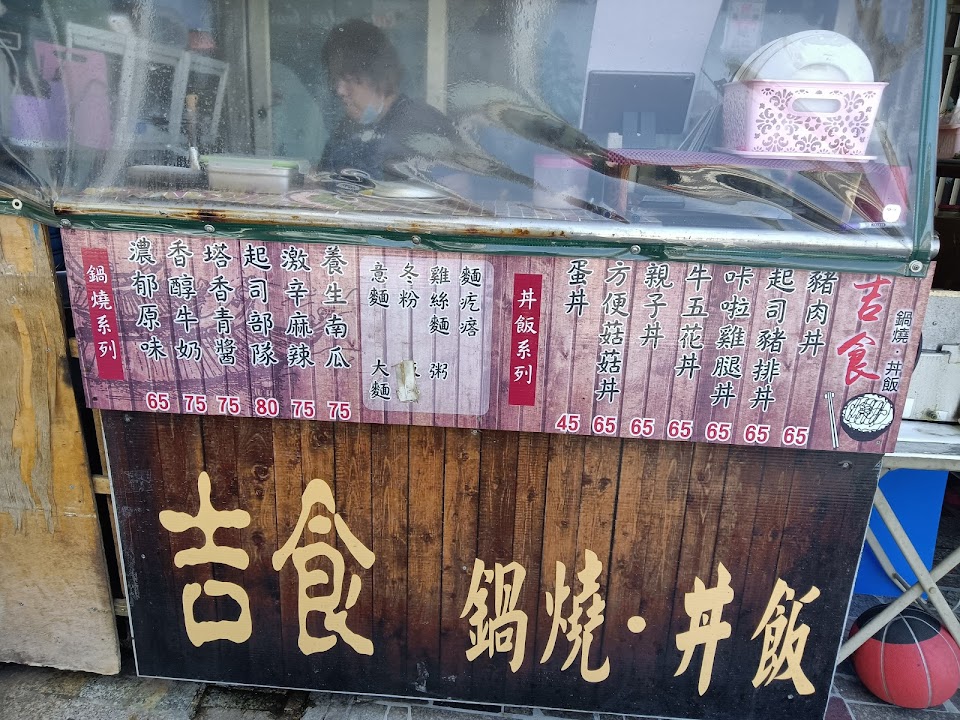 鍋燒系列
濃郁原味 65
香醇牛奶 75
塔香青醬 75
起司部隊 80
激辛麻辣 75
養生南瓜 75
意麵
冬粉
雞絲麵
麵疙瘩
大麵
粥
丼飯系列
蛋丼 45
方便菇菇丼 65
親子丼 65
牛五花丼 65
咔啦雞腿丼 65
起司豬排丼 65
豬肉丼 65
吉食
鍋燒·丼飯
吉食 鍋燒·丼飯